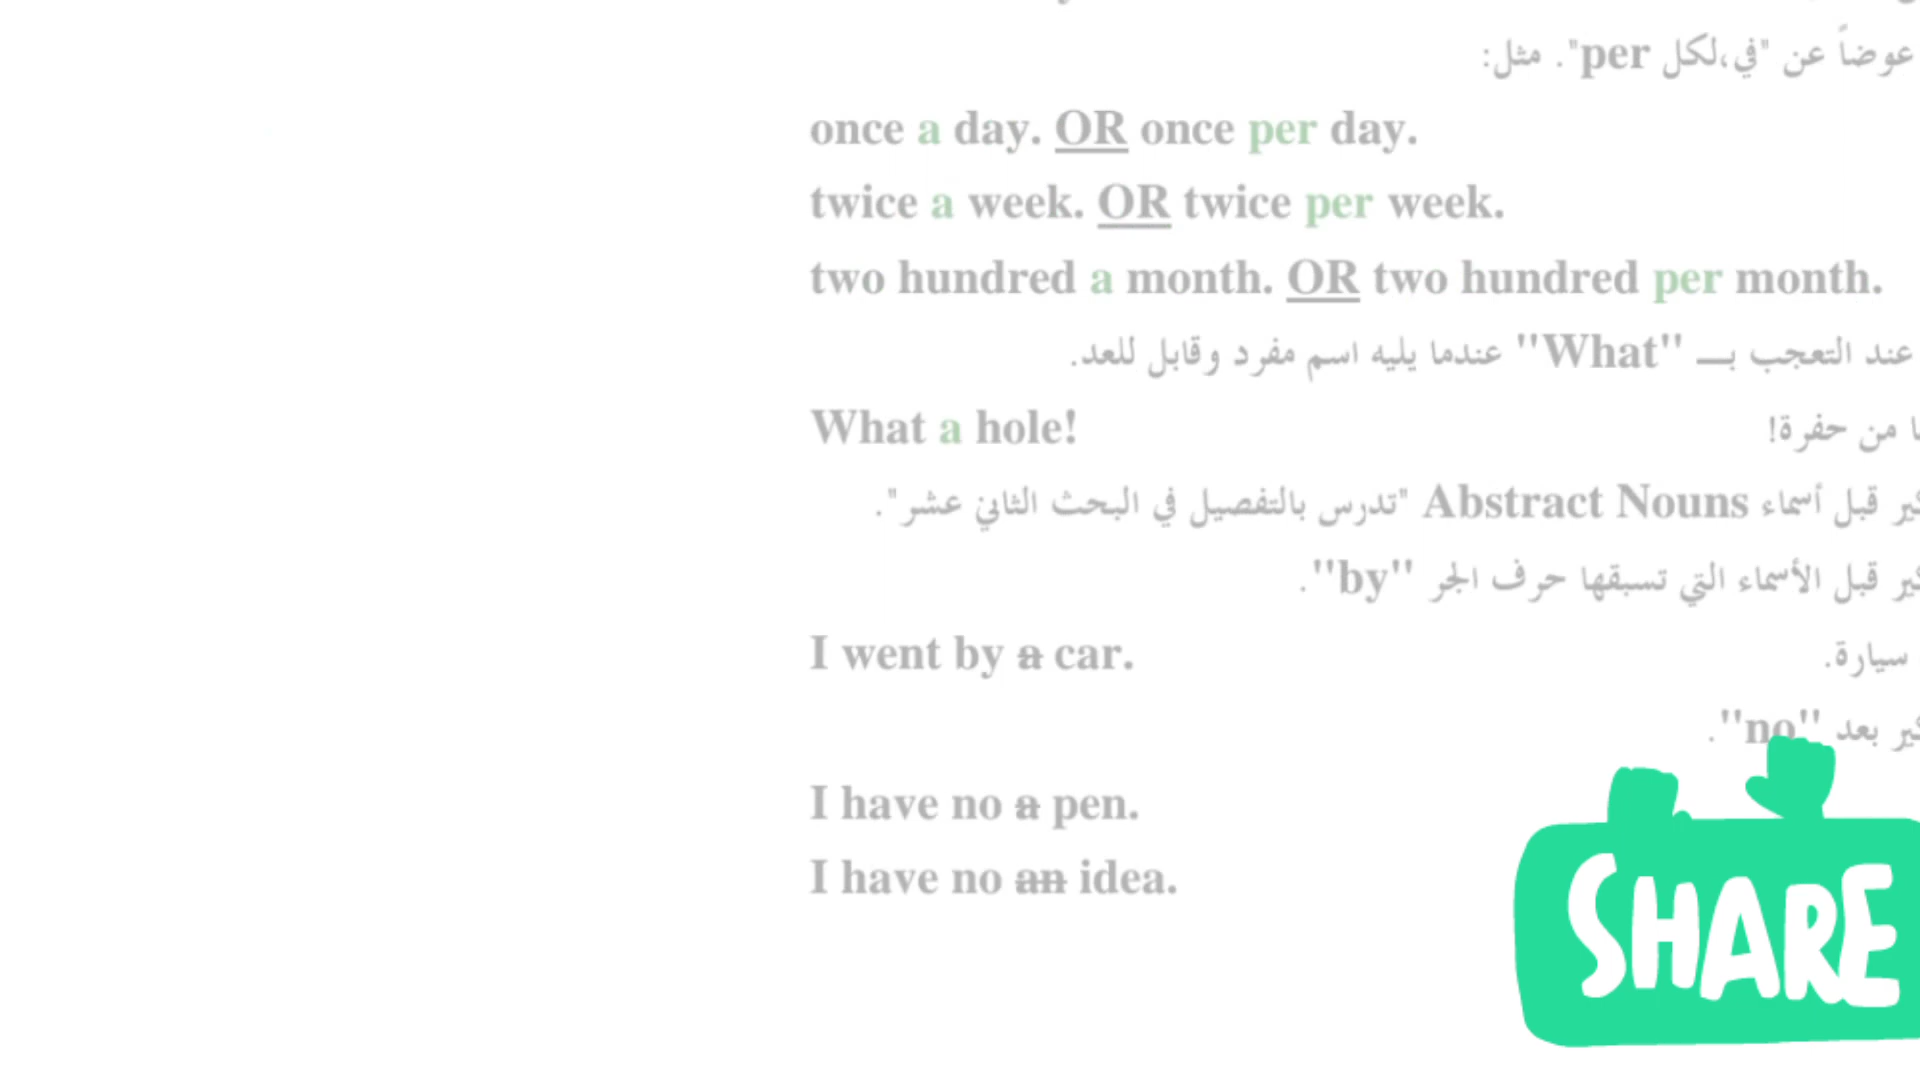 عوضاً عن "في،لكل per". مثل:
once a day. OR once per day.
twice a week. OR twice per week.
two hundred a month. OR two hundred per month.
عند التعجب بـــ "What" عندما يليه اسم مفرد وقابل للعد.
What a hole!
من حفرة!
قبل أسماء Abstract Nouns "تدرس بالتفصيل في البحث الثاني عشر".
قبل الأسماء التي تسبقها حرف الجر "by".
I went by a car.
سيارة.
بعد "no".
I have no a pen.
I have no an idea.
SHARE